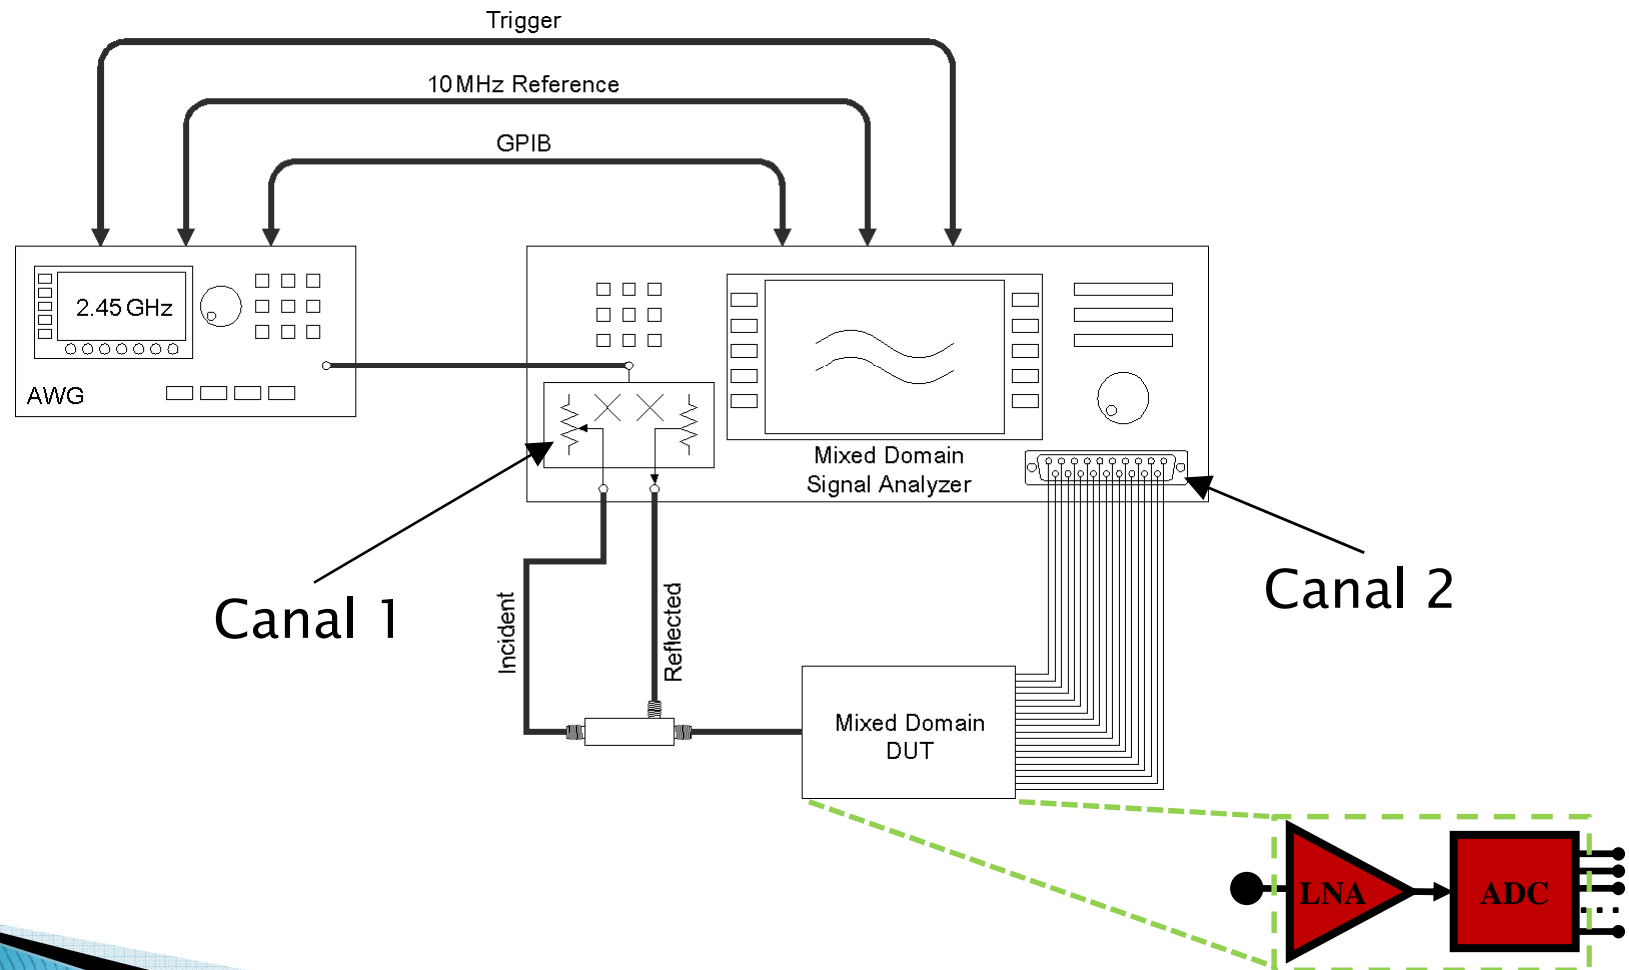 Trigger
10 MHz Reference
GPIB
2.45 GHz
AWG
Mixed Domain
Signal Analyzer
Canal 1
Canal 2
Incident
Reflected
Mixed Domain
DUT
LNA
ADC
...